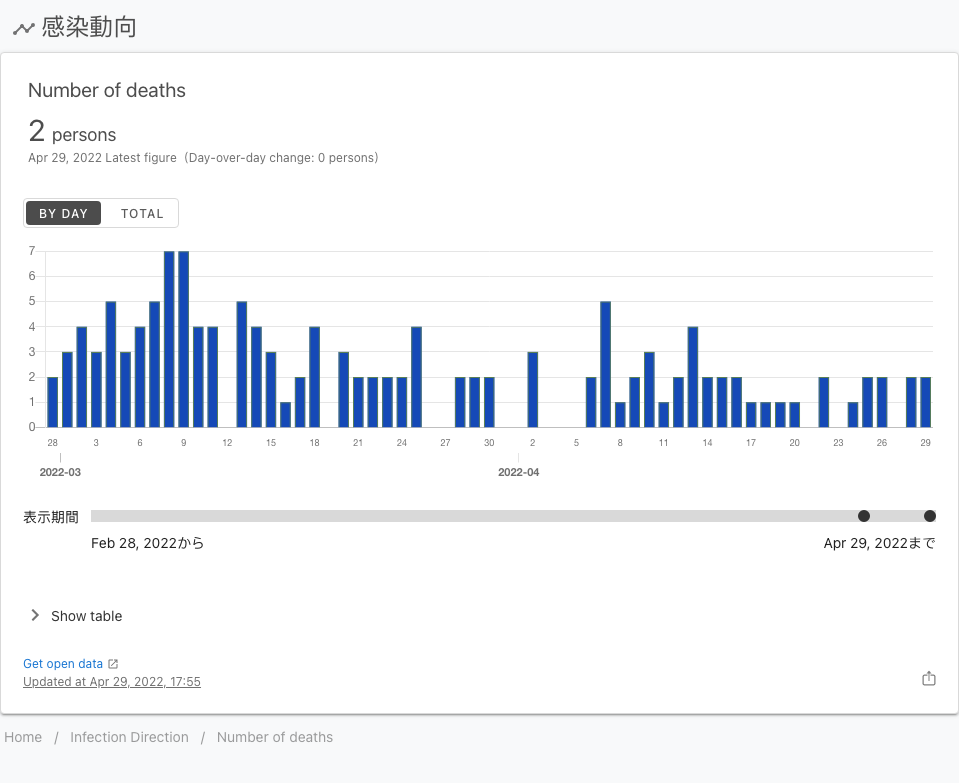 感染動向
Number of deaths
2 persons
Apr 29, 2022 Latest figure (Day-over-day change: 0 persons)
BY DAY TOTAL
7
6
5
4
3
2
1
0
28 3 6 9 12 15 18 21 24 27 30 2 5 8 11 14 17 20 23 26 29
2022-03 2022-04
表示期間
Feb 28, 2022から Apr 29, 2022まで
Show table
Get open data
Updated at Apr 29, 2022, 17:55
Home / Infection Direction / Number of deaths